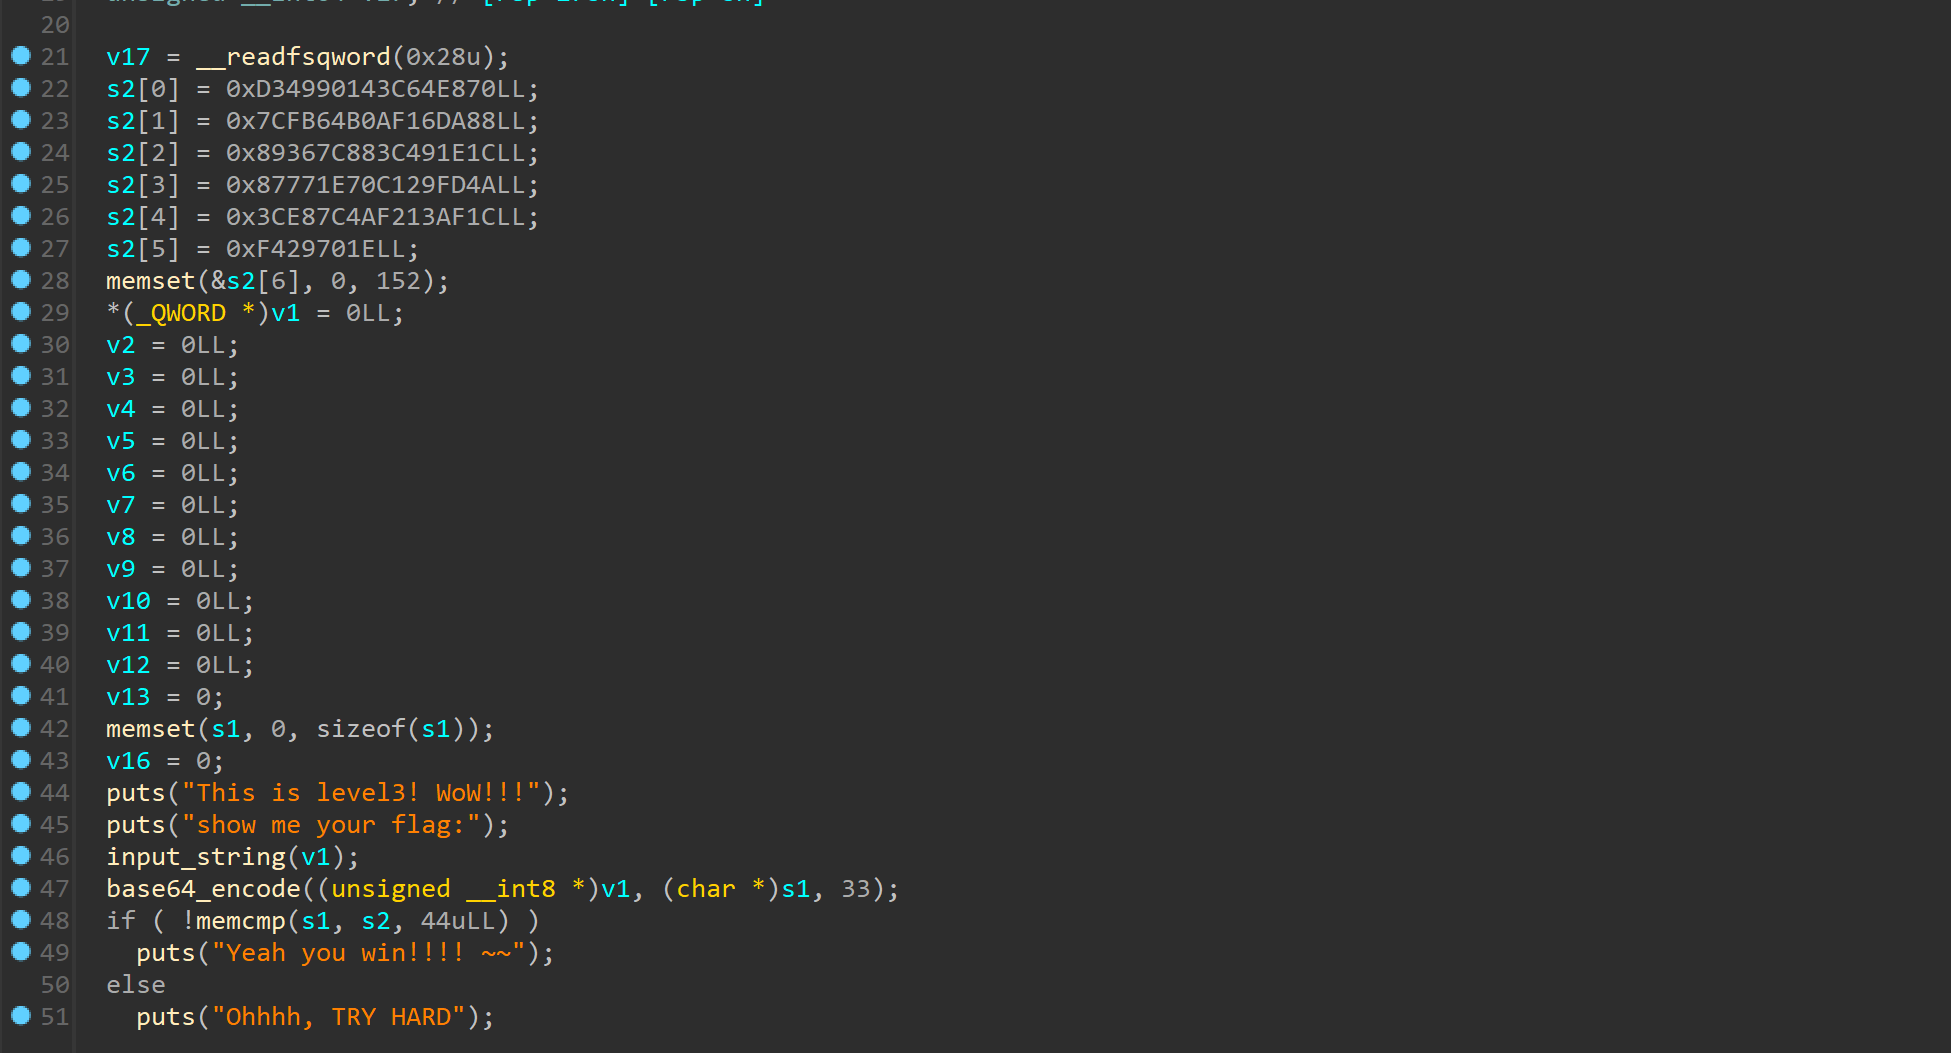 20
21 v17 = __readfsqword(0x28u);
22 s2[0] = 0xD34990143C64E870LL;
23 s2[1] = 0x7CFB64B0AF16DA88LL;
24 s2[2] = 0x89367C883C491E1CLL;
25 s2[3] = 0x87771E70C129FD4ALL;
26 s2[4] = 0x3CE87C4AF213AF1CLL;
27 s2[5] = 0xF429701ELL;
28 memset(&s2[6], 0, 152);
29 *(_QWORD *)v1 = 0LL;
30 v2 = 0LL;
31 v3 = 0LL;
32 v4 = 0LL;
33 v5 = 0LL;
34 v6 = 0LL;
35 v7 = 0LL;
36 v8 = 0LL;
37 v9 = 0LL;
38 v10 = 0LL;
39 v11 = 0LL;
40 v12 = 0LL;
41 v13 = 0;
42 memset(s1, 0, sizeof(s1));
43 v16 = 0;
44 puts("This is level3! WoW!!!");
45 puts("show me your flag:");
46 input_string(v1);
47 base64_encode((unsigned __int8 *)v1, (char *)s1, 33);
48 if ( !memcmp(s1, s2, 44uLL) )
49 puts("Yeah you win!!!! ~~");
50 else
51 puts("Ohhhh, TRY HARD");